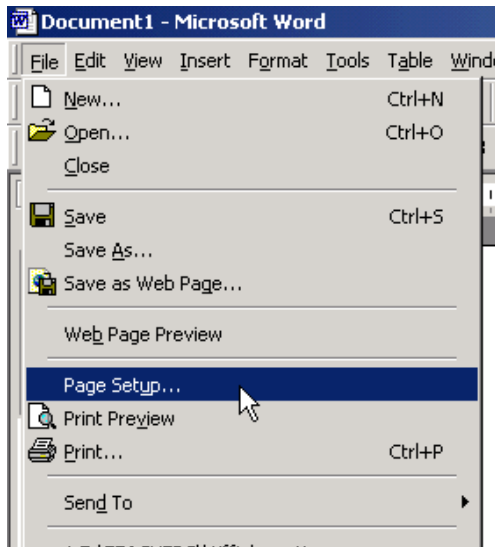 Document1 - Microsoft Word
File Edit View Insert Format Tools Table
New... Ctrl+N
Open... Ctrl+O
Close
Save Ctrl+S
Save As...
Save as Web Page...
Web Page Preview
Page Setup...
Print Preview
Print... Ctrl+P
Send To